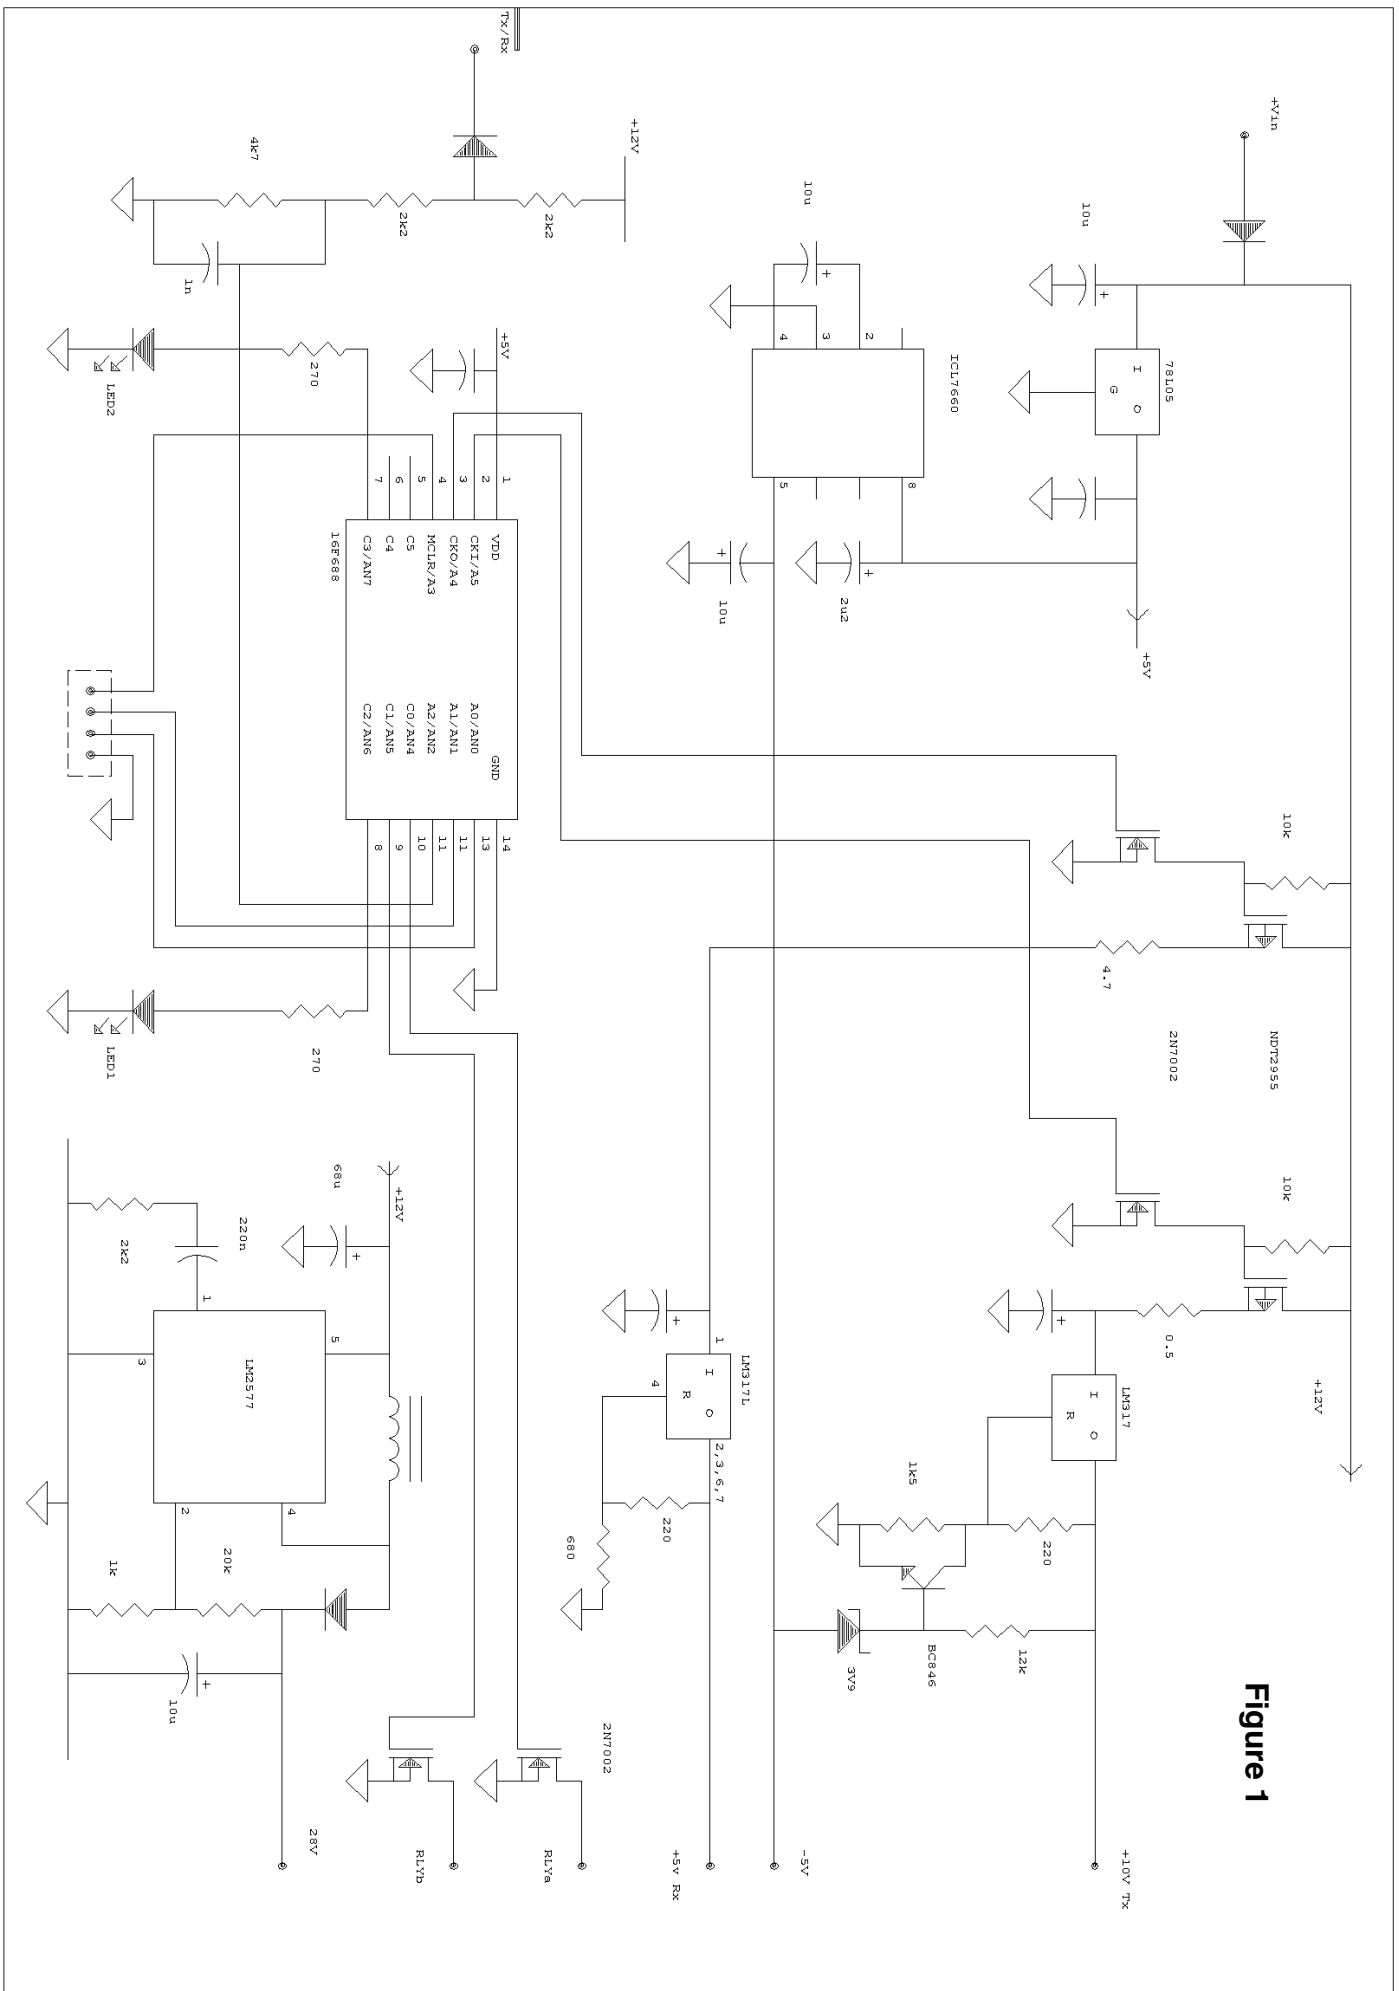 Figure 1
+Vin
10u
78L05
I
G
O
+5V
10k
4.7
NDT2955
2N7002
10k
0.5
+12V
LM317
I
R
O
1k5
220
12k
BC846
3V9
+10V Tx
-5V
ICL7660
10u
2
3
4
5
8
2u2
10u
LM317L
1
I
4
R
O
2,3,6,7
220
680
+5v Rx
2N7002
RLYa
RLYb
Tx/Rx
+12V
2k2
2k2
4k7
1n
+5V
1
2
3
4
5
6
7
VDD
CKI/A5
CKO/A4
MCLR/A3
C5
C4
C3/AN7
16F688
GND
A0/AN0
A1/AN1
A2/AN2
C0/AN4
C1/AN5
C2/AN6
14
13
11
11
10
9
8
270
LED2
270
LED1
+12V
68u
220n
2k2
1
5
LM2577
3
4
2
20k
1k
10u
28V